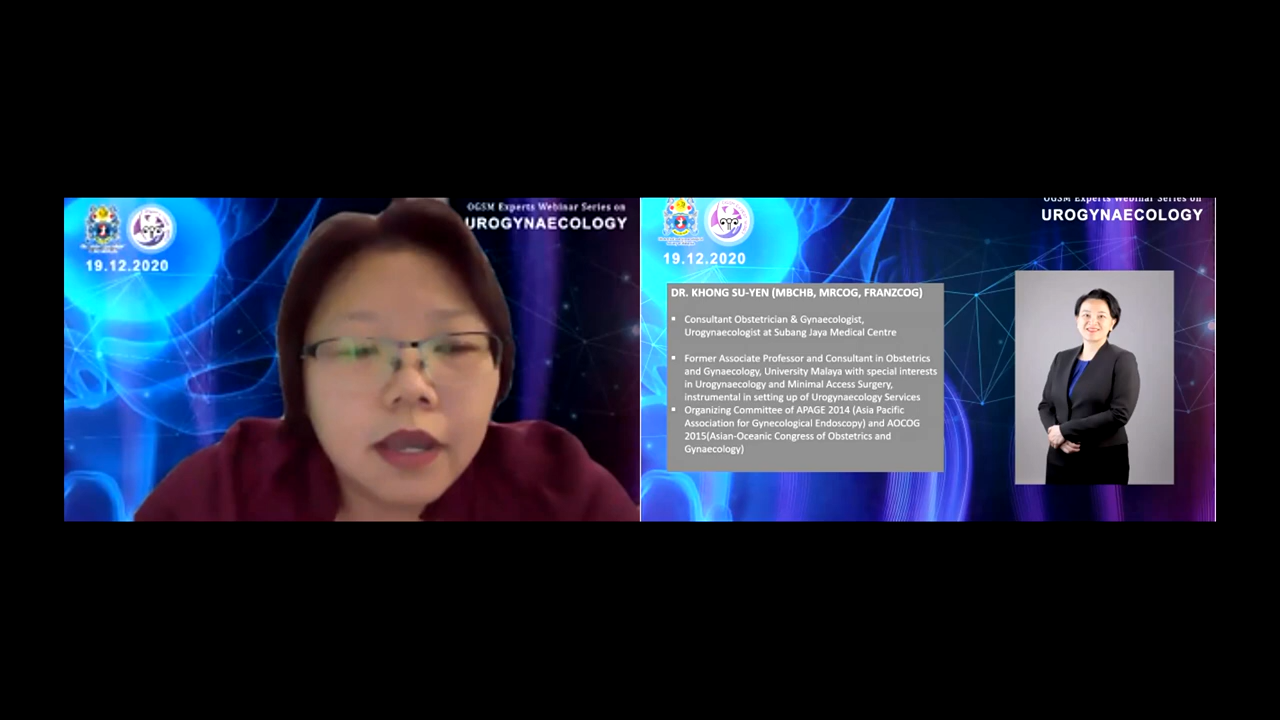 OGSM Experts Webinar Series on
UROGYNAECOLOGY
19.12.2020
OGSM Experts Webinar Series on
UROGYNAECOLOGY
19.12.2020
DR. KHONG SU-YEN (MBCHB, MRCOG, FRANZCOG)
▪ Consultant Obstetrician & Gynaecologist,
Urogynaecologist at Subang Jaya Medical Centre
▪ Former Associate Professor and Consultant in Obstetrics
and Gynaecology, University Malaya with special interests
in Urogynaecology and Minimal Access Surgery,
instrumental in setting up of Urogynaecology Services
▪ Organizing Committee of APAGE 2014 (Asia Pacific
Association for Gynecological Endoscopy) and AOCOG
2015(Asian-Oceanic Congress of Obstetrics and
Gynaecology)